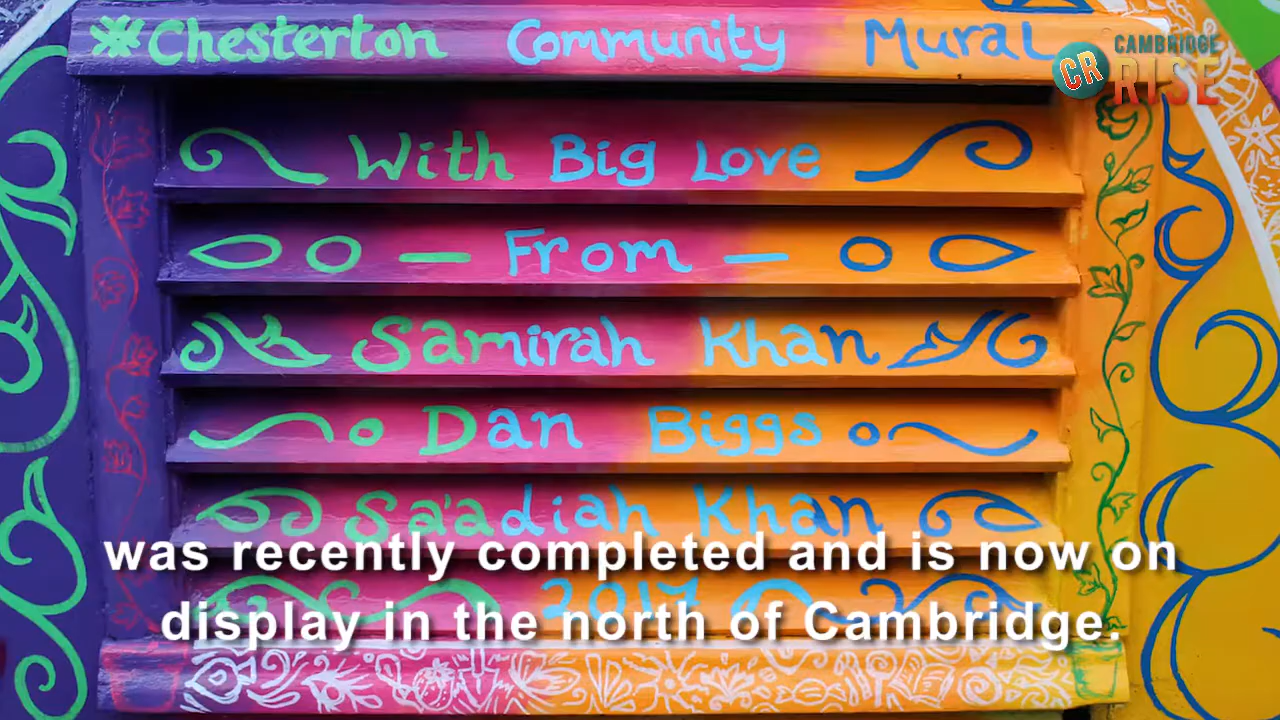 Chesterton Community Mural
CR CAMBRIDGE
RISE
With Big Love
From
Samirah Khan
Dan Biggs
Sa'adiah Khan
2017
was recently completed and is now on
display in the north of Cambridge.